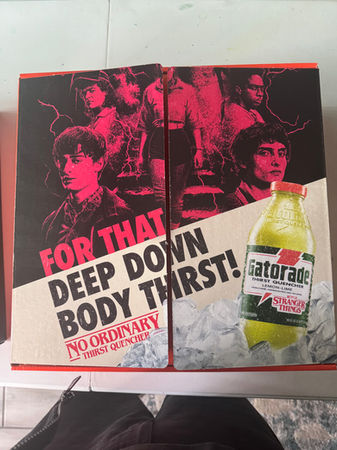 FOR THAT
DEEP DOWN
BODY THIRST!
NO ORDINARY
THIRST QUENCHER
Gatorade
THIRST QUENCHER
LEMON-LIME
STRANGER
THINGS